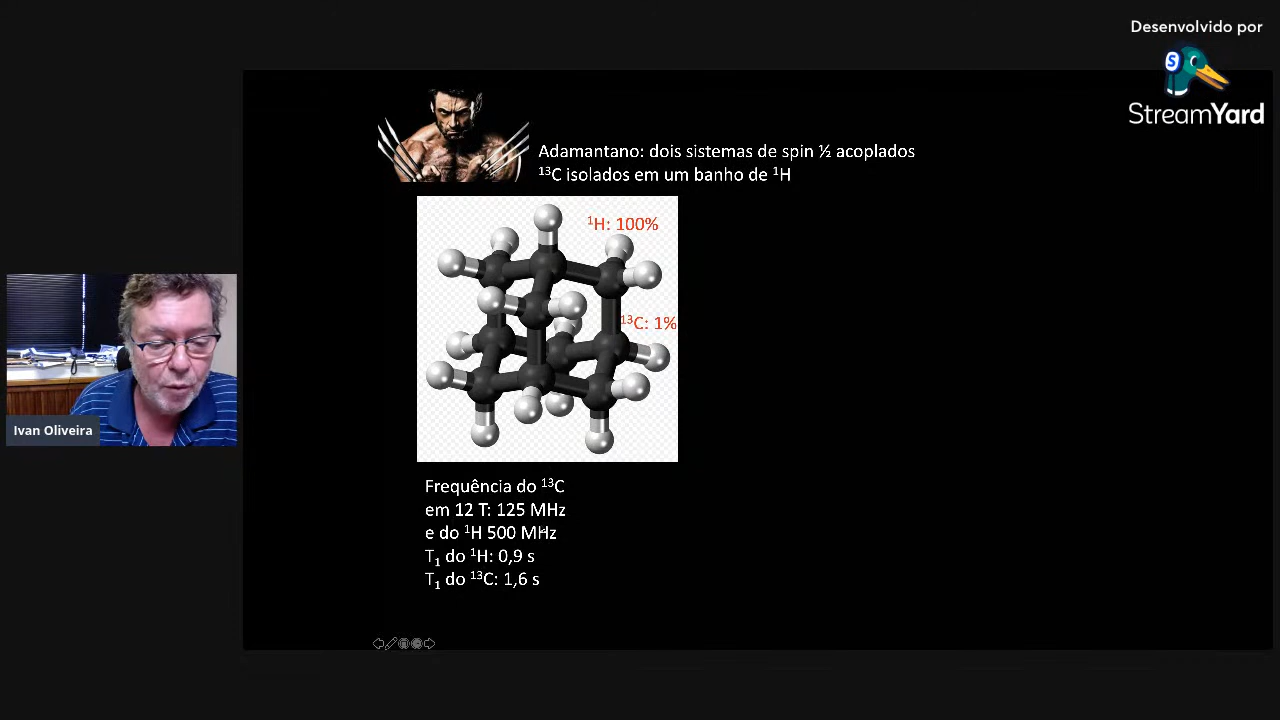 Desenvolvido por
StreamYard
Adamantano: dois sistemas de spin ½ acoplados
¹³C isolados em um banho de ¹H
¹H: 100%
¹³C: 1%
Frequência do ¹³C
em 12 T: 125 MHz
e do ¹H 500 MHz
T₁ do ¹H: 0,9 s
T₁ do ¹³C: 1,6 s
Ivan Oliveira